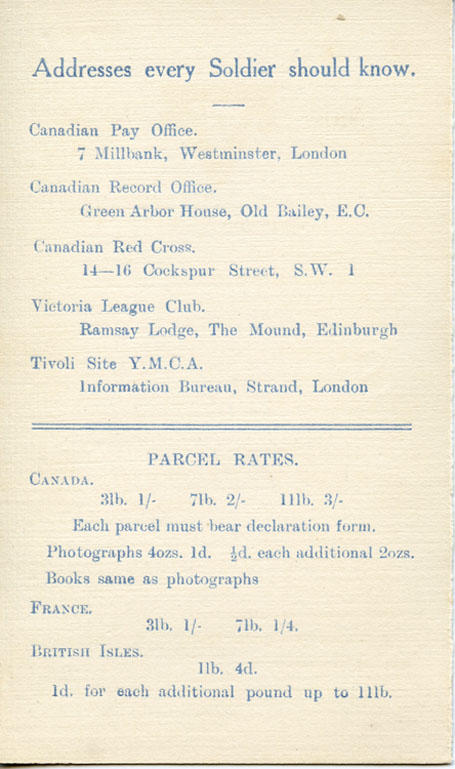 Addresses every Soldier should know.
Canadian Pay Office.
7 Millbank, Westminster, London
Canadian Record Office.
Green Arbor House, Old Bailey, E.C.
Canadian Red Cross.
14—16 Cockspur Street, S.W. 1
Victoria League Club.
Ramsay Lodge, The Mound, Edinburgh
Tivoli Site Y.M.C.A.
Information Bureau, Strand, London
PARCEL RATES.
CANADA.
3lb. 1/- 7lb. 2/- 11lb. 3/-
Each parcel must bear declaration form.
Photographs 4ozs. 1d. ½d. each additional 2ozs.
Books same as photographs
FRANCE.
3lb. 1/- 7lb. 1/4.
BRITISH ISLES.
1lb. 4d.
1d. for each additional pound up to 11lb.